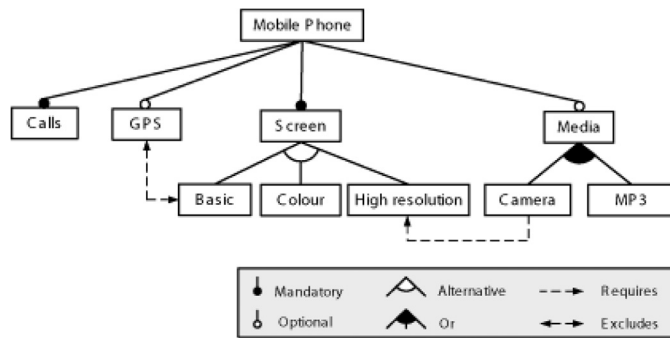 Mobile Phone
Calls
GPS
Screen
Media
Basic
Colour
High resolution
Camera
MP3
Mandatory
Alternative
Requires
Optional
Or
Excludes